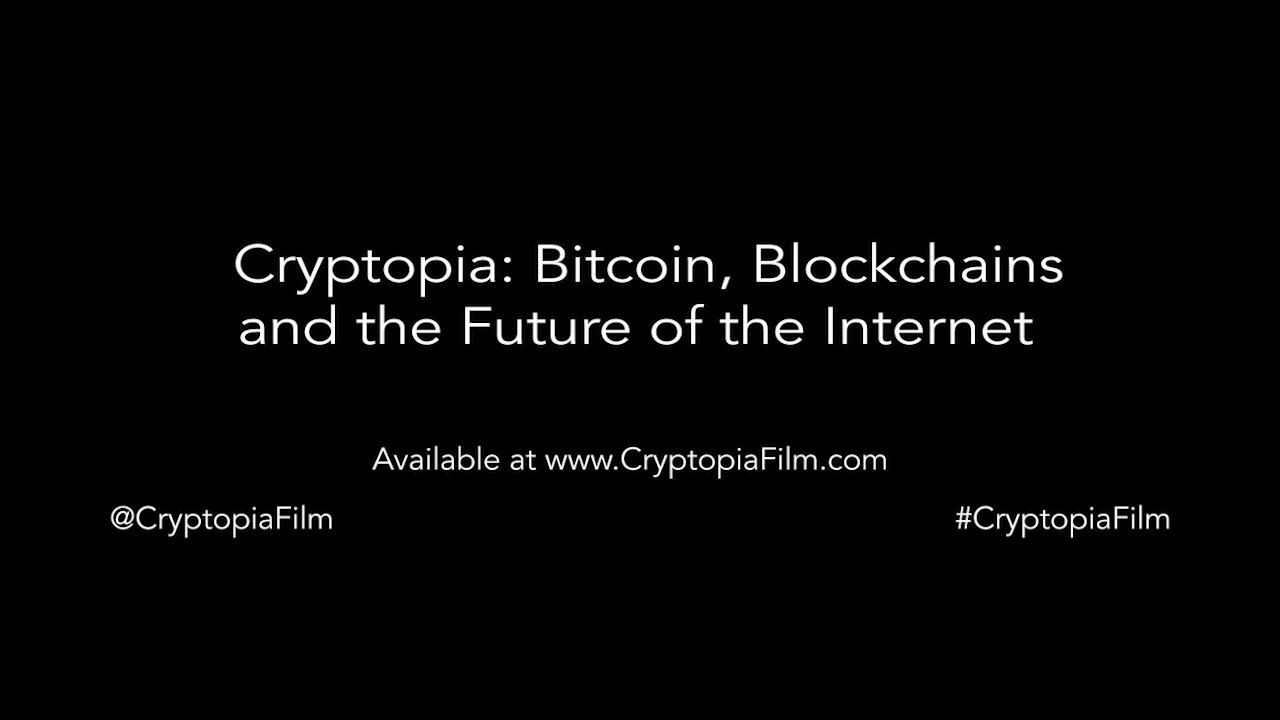 Cryptopia: Bitcoin, Blockchains
and the Future of the Internet
Available at www.CryptopiaFilm.com
@CryptopiaFilm
#CryptopiaFilm